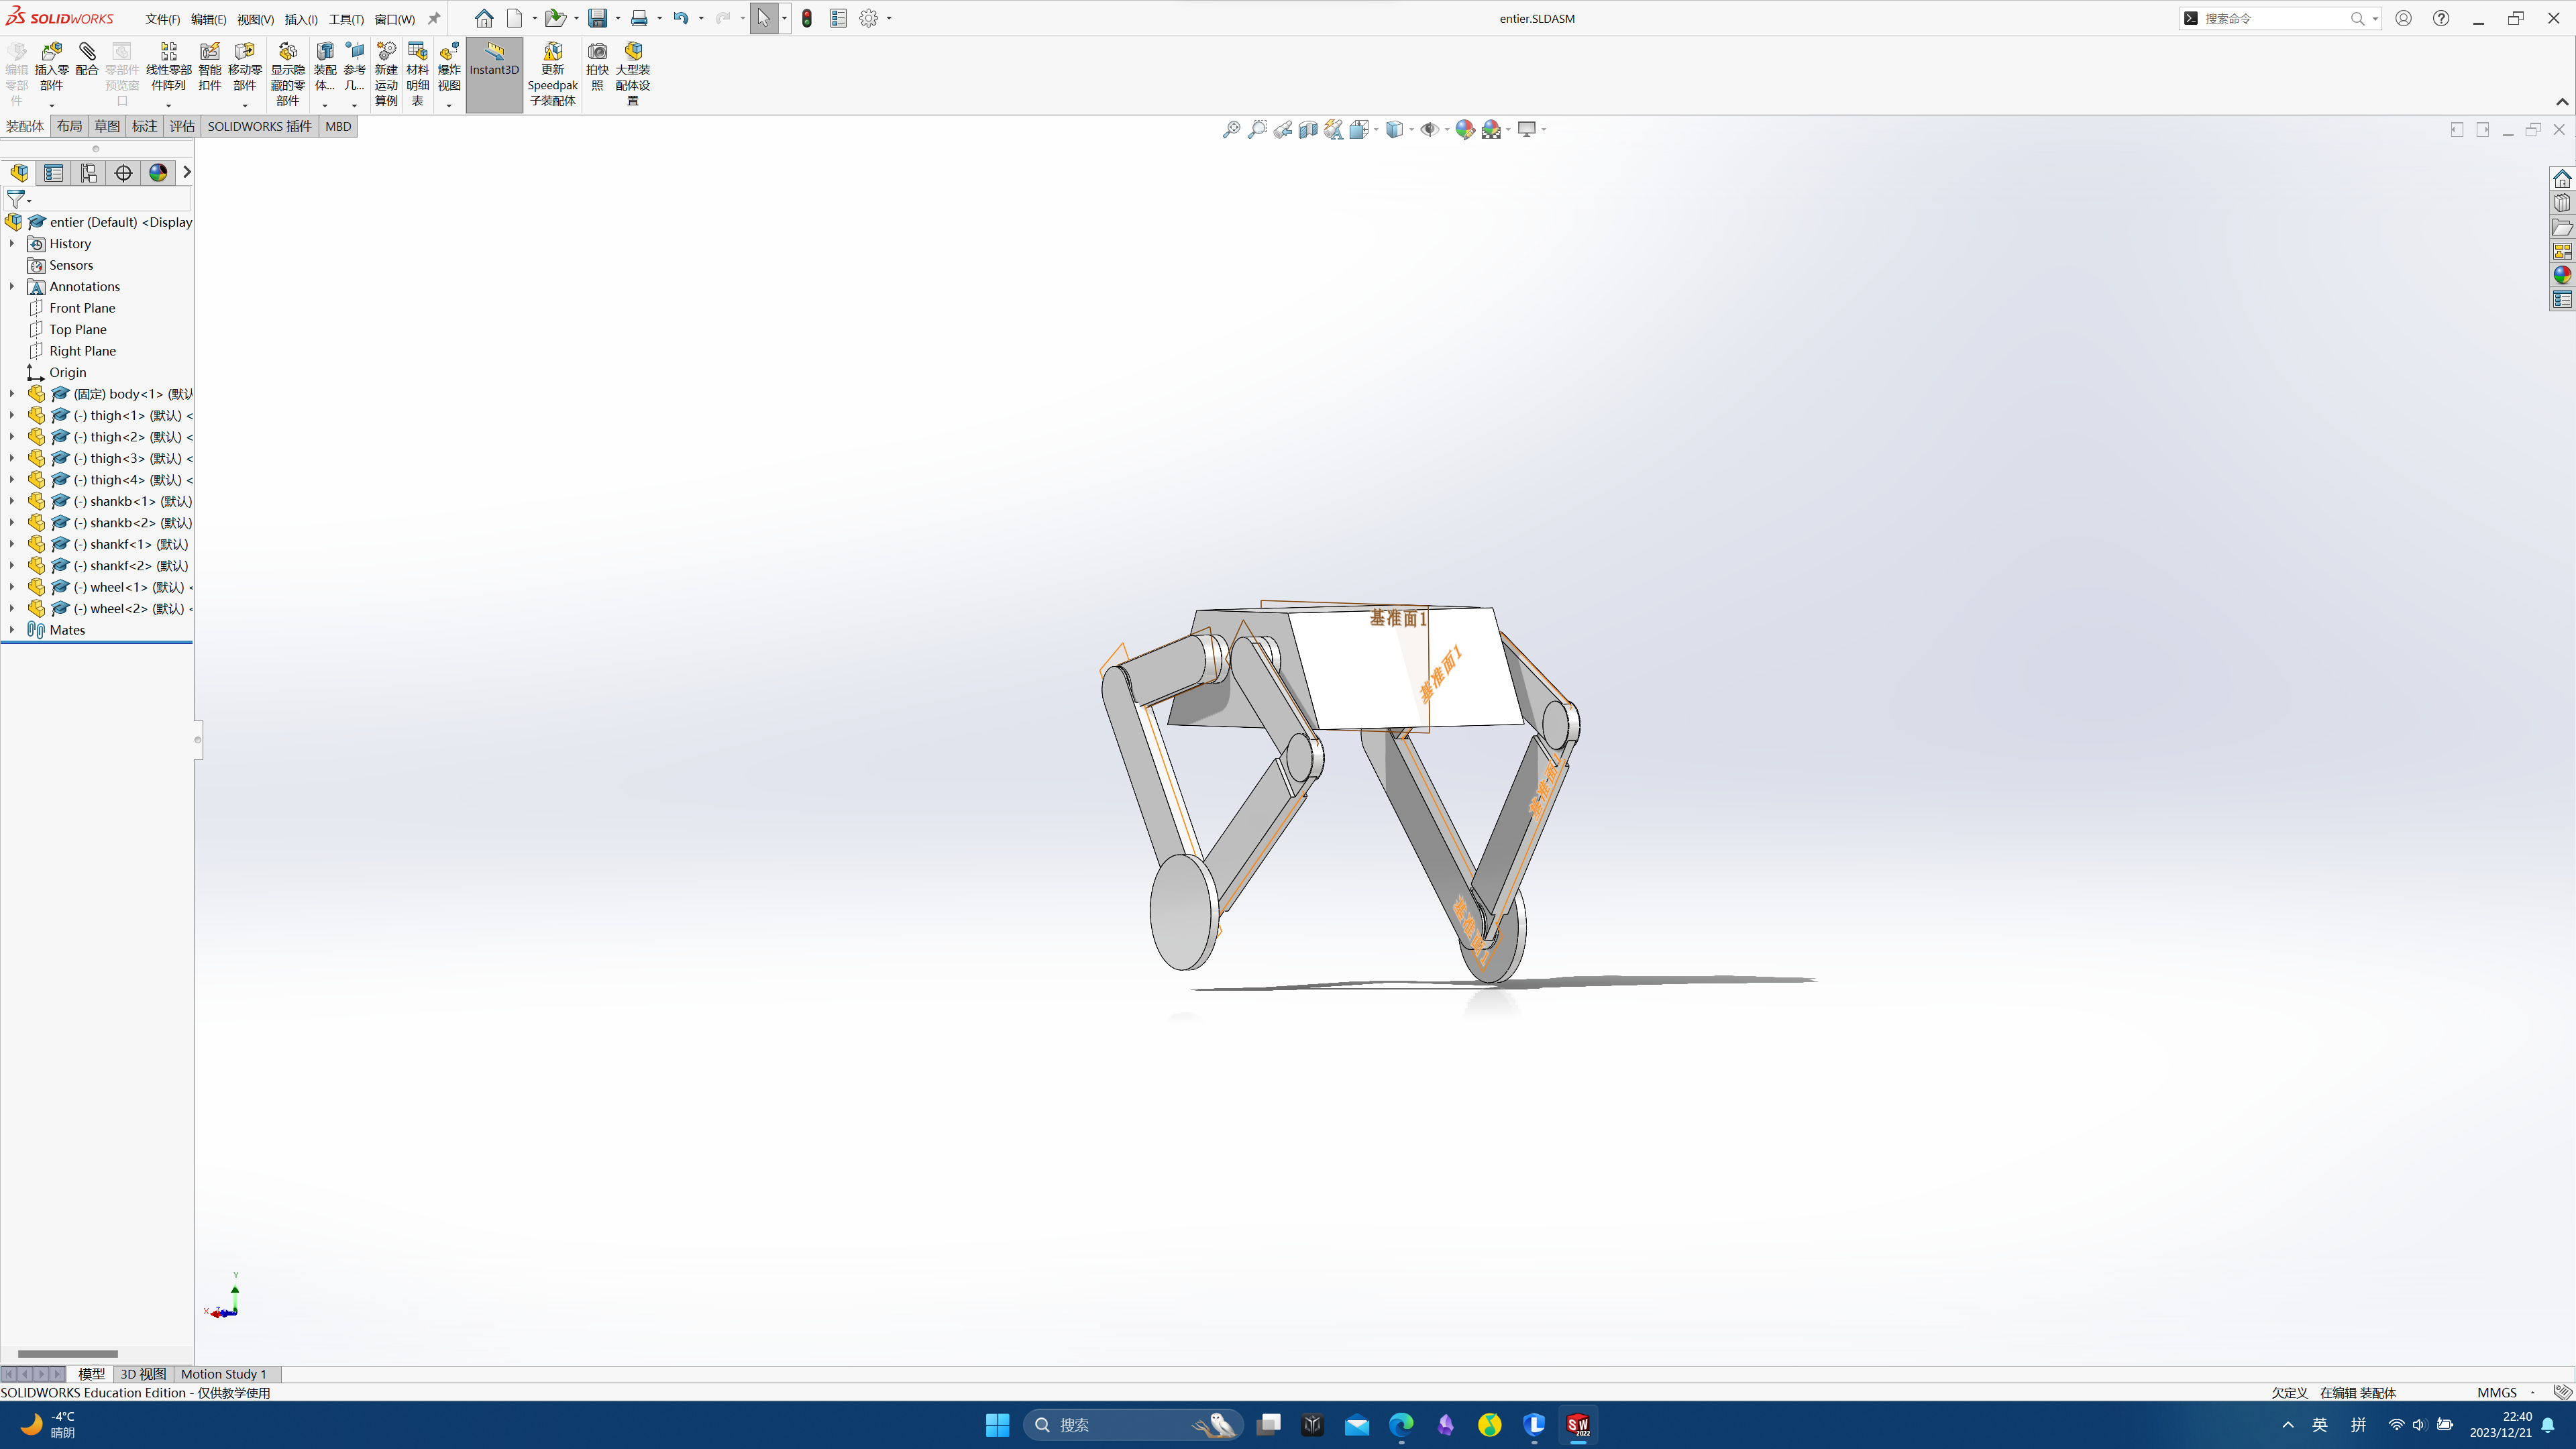 SOLIDWORKS
文件(F) 编辑(E) 视图(V) 插入(I) 工具(T) 窗口(W)
entier.SLDASM
搜索命令
编辑零部件
插入零部件
配合
零部件预览窗口
线性零部件阵列
智能扣件
移动零部件
显示隐藏的零部件
装配体...
参考几...
新建运动算例
材料明细表
爆炸视图
Instant3D
更新Speedpak子装配体
拍快照
大型装配体设置
装配体 布局 草图 标注 评估 SOLIDWORKS 插件 MBD
entier (Default) <Display
History
Sensors
Annotations
Front Plane
Top Plane
Right Plane
Origin
(固定) body<1> (默认
(-) thigh<1> (默认) <
(-) thigh<2> (默认) <
(-) thigh<3> (默认) <
(-) thigh<4> (默认) <
(-) shankb<1> (默认)
(-) shankb<2> (默认)
(-) shankf<1> (默认)
(-) shankf<2> (默认)
(-) wheel<1> (默认) <
(-) wheel<2> (默认) <
Mates
基准面1
基准面1
基准面1
基准面1
Y
X
Z
模型 3D 视图 Motion Study 1
SOLIDWORKS Education Edition - 仅供教学使用
欠定义 在编辑 装配体 MMGS
-4°C
晴朗
搜索
SW
2022
英 拼
22:40
2023/12/21